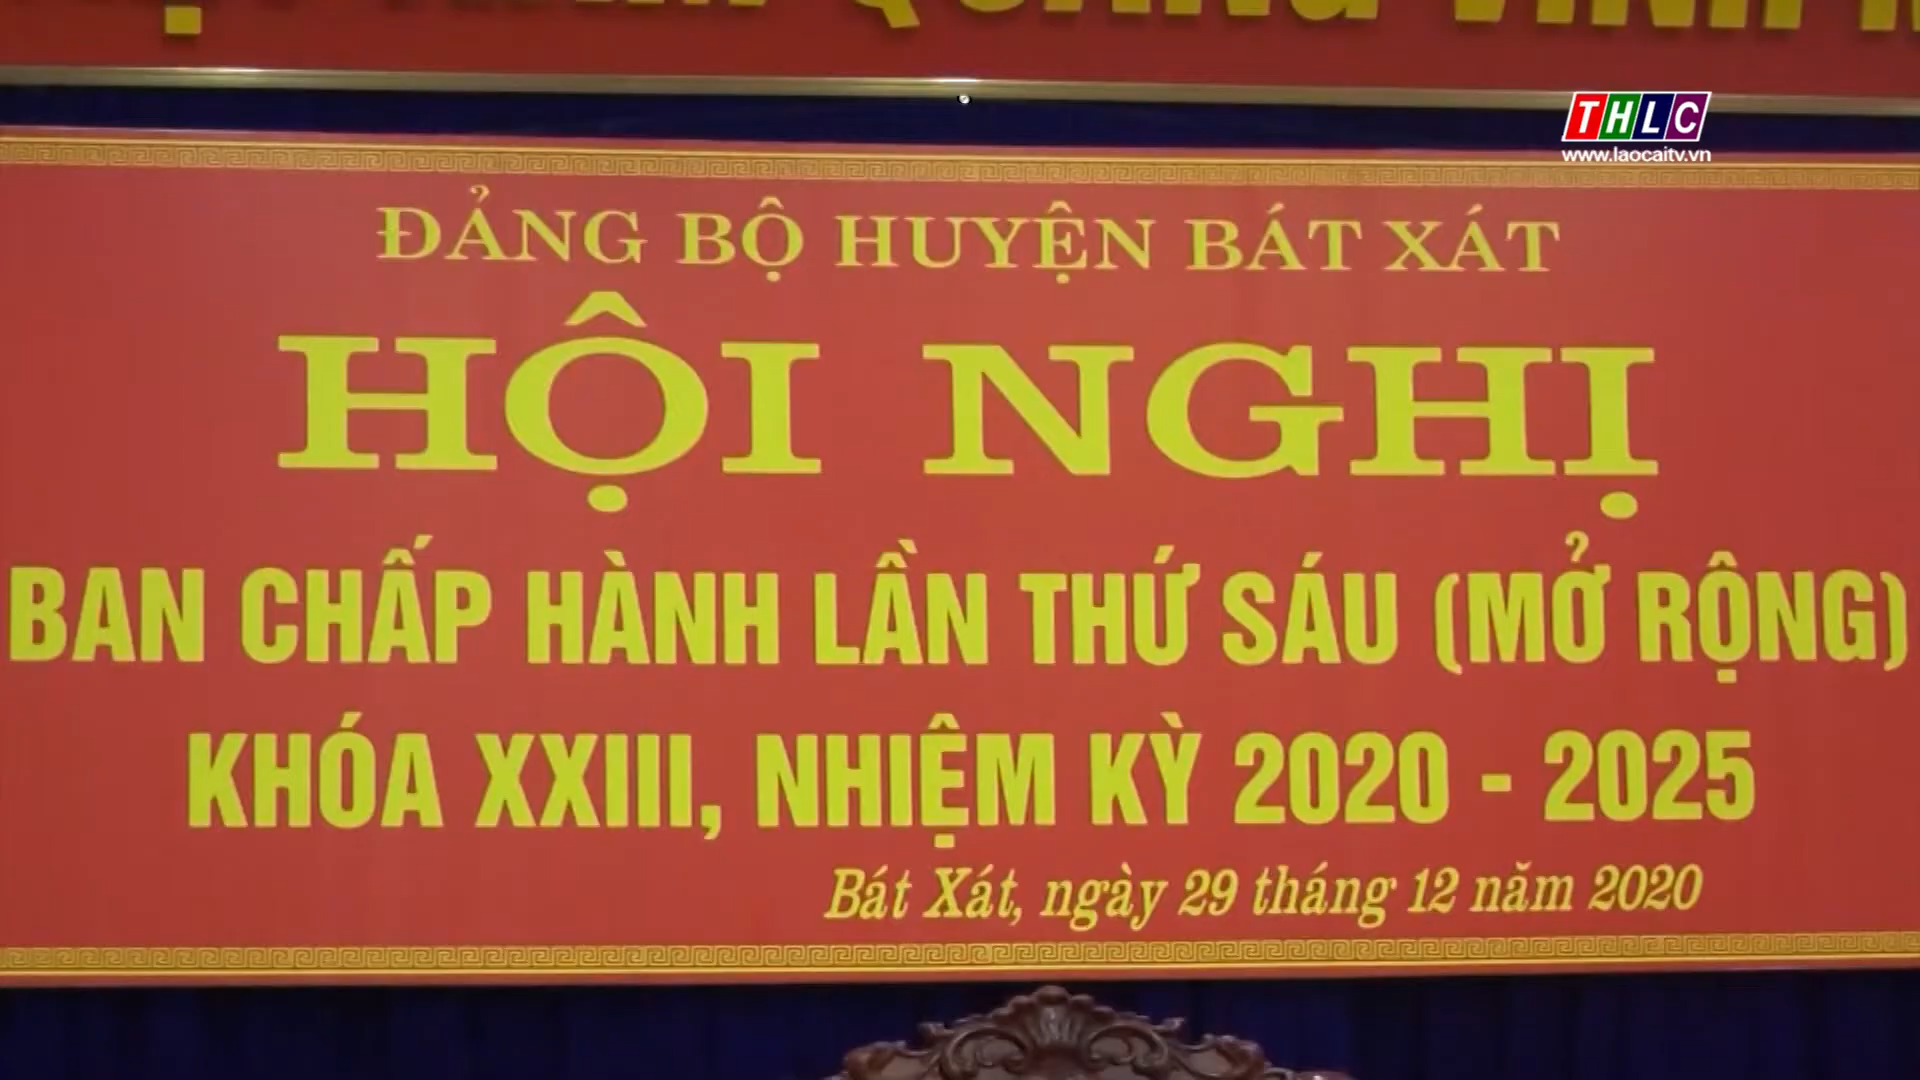 THLC
www.laocaitv.vn
ĐẢNG BỘ HUYỆN BÁT XÁT
HỘI NGHỊ
BAN CHẤP HÀNH LẦN THỨ SÁU (MỞ RỘNG)
KHÓA XXIII, NHIỆM KỲ 2020 - 2025
Bát Xát, ngày 29 tháng 12 năm 2020